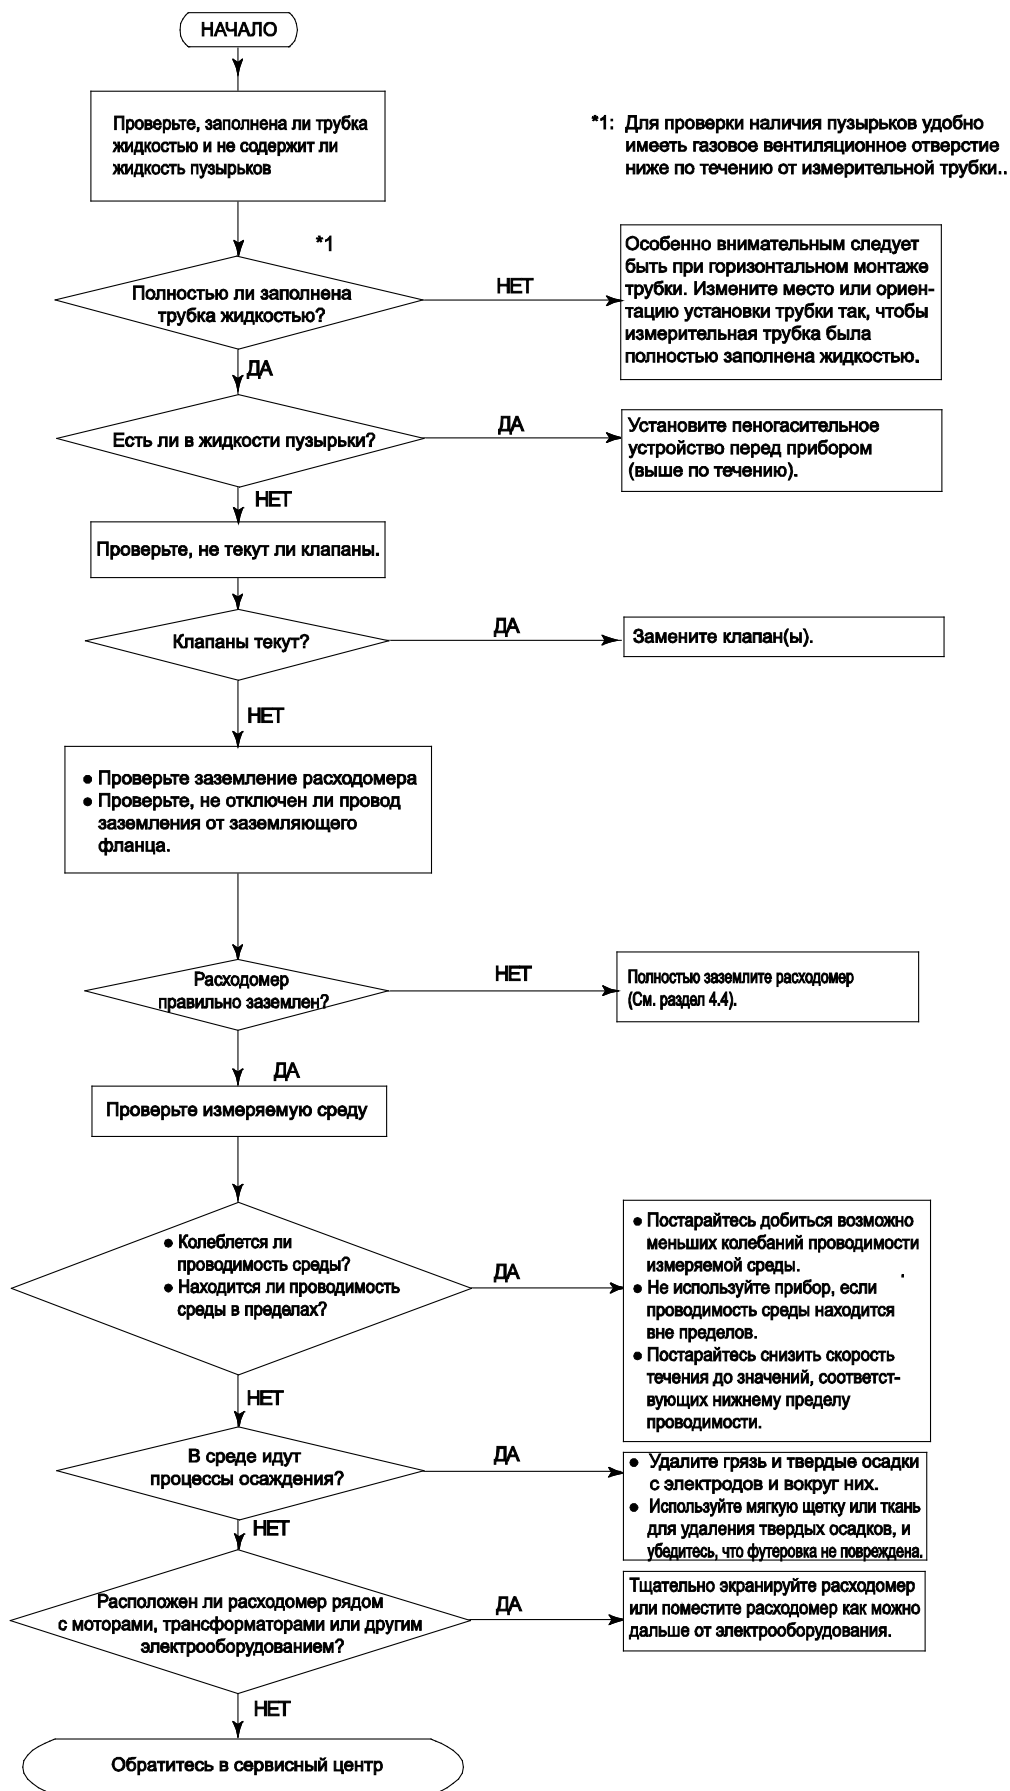 НАЧАЛО
Проверьте, заполнена ли трубка
жидкостью и не содержит ли
жидкость пузырьков
*1: Для проверки наличия пузырьков удобно
имееть газовое вентиляционное отверстие
ниже по течению от измерительной трубки..
*1
Полностью ли заполнена
трубка жидкостью?
НЕТ
Особенно внимательным следует
быть при горизонтальном монтаже
трубки. Измените место или ориен-
тацию установки трубки так, чтобы
измерительная трубка была
полностью заполнена жидкостью.
ДА
Есть ли в жидкости пузырьки?
ДА
Установите пеногасительное
устройство перед прибором
(выше по течению).
НЕТ
Проверьте, не текут ли клапаны.
Клапаны текут?
ДА
Замените клапан(ы).
НЕТ
● Проверьте заземление расходомера
● Проверьте, не отключен ли провод
заземления от заземляющего
фланца.
Расходомер
правильно заземлен?
НЕТ
Полностью заземлите расходомер
(См. раздел 4.4).
ДА
Проверьте измеряемую среду
● Колеблется ли
проводимость среды?
● Находится ли проводимость
среды в пределах?
ДА
● Постарайтесь добиться возможно
меньших колебаний проводимости
измеряемой среды.
● Не используйте прибор, если
проводимость среды находится
вне пределов.
● Постарайтесь снизить скорость
течения до значений, соответст-
вующих нижнему пределу
проводимости.
НЕТ
В среде идут
процессы осаждения?
ДА
● Удалите грязь и твердые осадки
с электродов и вокруг них.
● Используйте мягкую щетку или ткань
для удаления твердых осадков, и
убедитесь, что футеровка не повреждена.
НЕТ
Расположен ли расходомер рядом
с моторами, трансформаторами или другим
электрооборудованием?
ДА
Тщательно экранируйте расходомер
или поместите расходомер как можно
дальше от электрооборудования.
НЕТ
Обратитесь в сервисный центр